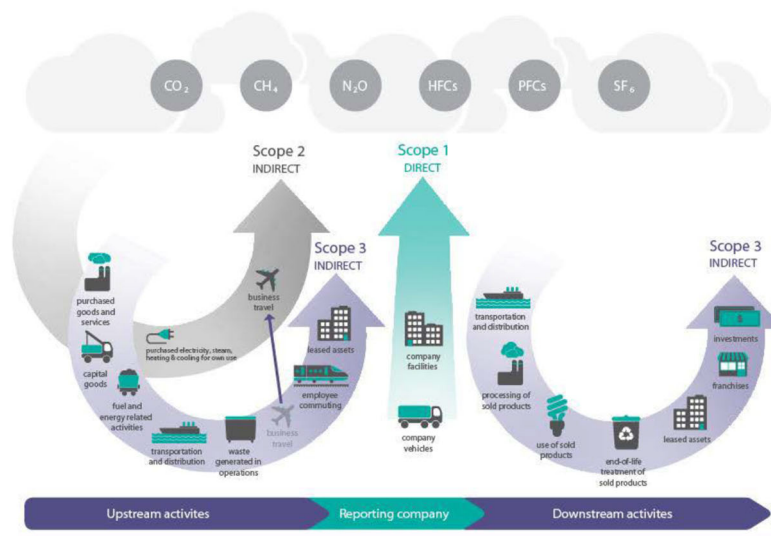 CO₂
CH₄
N₂O
HFCs
PFCs
SF₆
Scope 2
INDIRECT
Scope 1
DIRECT
Scope 3
INDIRECT
Scope 3
INDIRECT
purchased
goods and
services
capital
goods
fuel and
energy related
activities
purchased electricity, steam,
heating & cooling for own use
transportation
and distribution
waste
generated in
operations
business
travel
business
travel
employee
commuting
leased assets
company
facilities
company
vehicles
transportation
and distribution
processing of
sold products
use of sold
products
end-of-life
treatment of
sold products
leased assets
franchises
$
investments
Upstream activites
Reporting company
Downstream activites